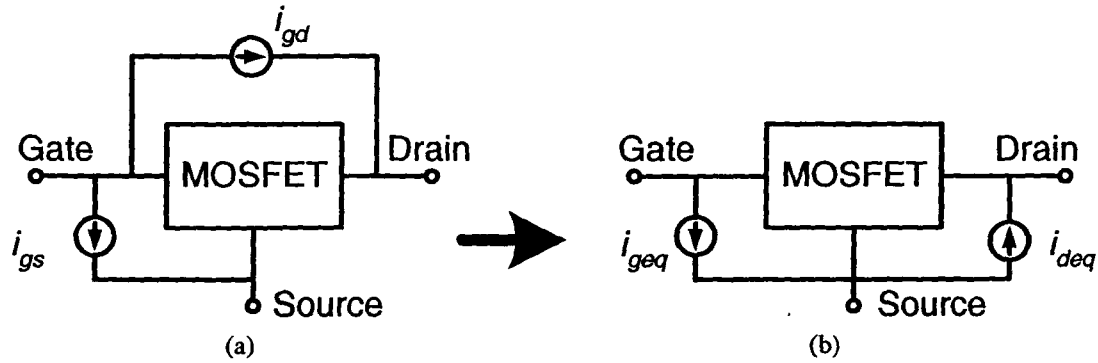 i_gd
Gate
MOSFET
Drain
i_gs
Source
(a)
Gate
MOSFET
Drain
i_geq
i_deq
Source
(b)